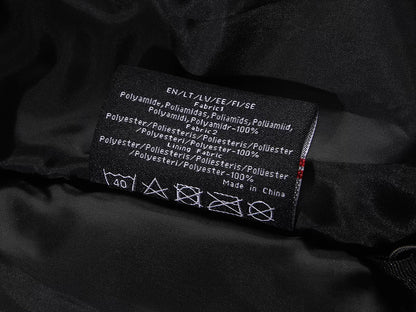 EN/LT/LV/EE/FI/SE
Fabric1
Polyamide, Poliamidas, Poliamīds, Polüamiid,
Polyamidi, Polyamidr-100%
Fabric2
Polyester/Poliesteris/Poliesteris/Polüester
/Polyesteri/Polyester-100%
Lining Fabric
Polyester/Poliesteris/Poliesteris/Polüester/
Polyesteri/Polyester-100%
Made in China
40